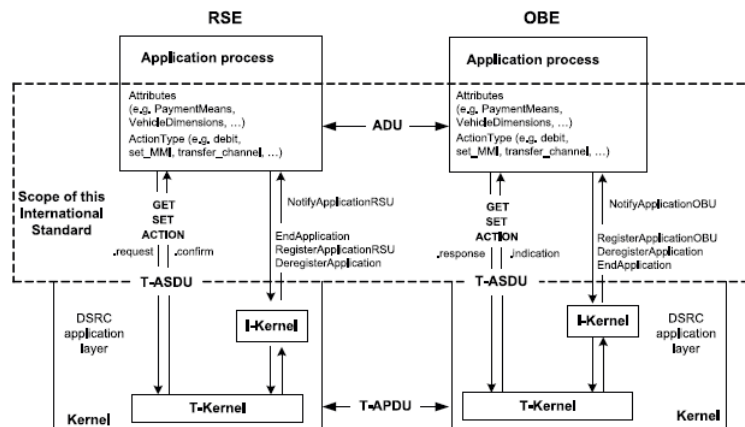 RSE
OBE
Application process
Application process
Attributes
(e.g. PaymentMeans,
VehicleDimensions, ...)
ActionType (e.g. debit,
set_MMI, transfer_channel, ...)
ADU
Attributes
(e.g. PaymentMeans,
VehicleDimensions, ...)
ActionType (e.g. debit,
set_MMI, transfer_channel, ...)
Scope of this
International
Standard
GET
SET
ACTION
.request
.confirm
NotifyApplicationRSU
EndApplication
RegisterApplicationRSU
DeregisterApplication
GET
SET
ACTION
.response
.indication
NotifyApplicationOBU
RegisterApplicationOBU
DeregisterApplication
EndApplication
T-ASDU
T-ASDU
DSRC
application
layer
I-Kernel
I-Kernel
DSRC
application
layer
T-Kernel
T-APDU
T-Kernel
Kernel
Kernel